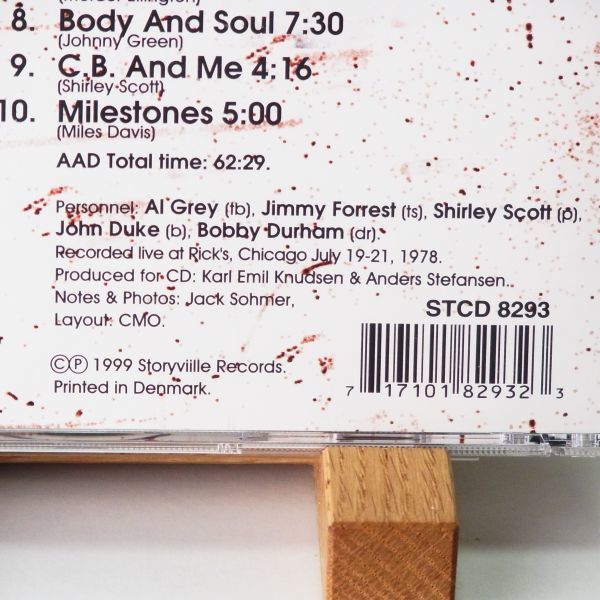 8. Body And Soul 7:30
(Johnny Green)
9. C.B. And Me 4:16
(Shirley Scott)
10. Milestones 5:00
(Miles Davis)
AAD Total time: 62:29.
Personnel: Al Grey (tb), Jimmy Forrest (ts), Shirley Scott (p),
John Duke (b), Bobby Durham (dr).
Recorded live at Rick's, Chicago July 19-21, 1978.
Produced for CD: Karl Emil Knudsen & Anders Stefansen.
Notes & Photos: Jack Sohmer,
Layout: CMO.
STCD 8293
©℗ 1999 Storyviille Records.
Printed in Denmark.
7 17101 82932 3